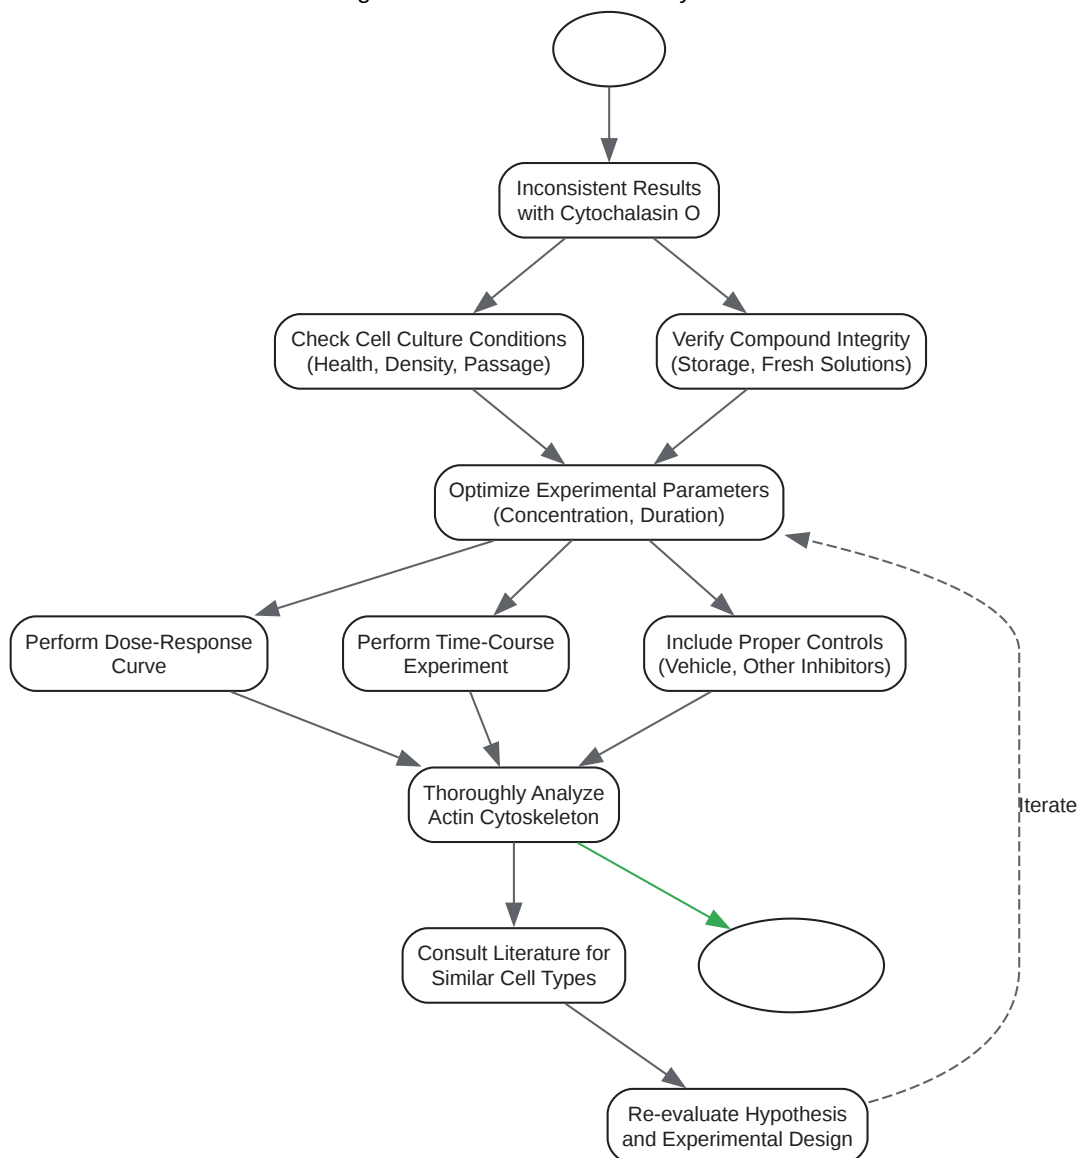 Inconsistent Results
with Cytochalasin O
Check Cell Culture Conditions
(Health, Density, Passage)
Verify Compound Integrity
(Storage, Fresh Solutions)
Optimize Experimental Parameters
(Concentration, Duration)
Perform Dose-Response
Curve
Perform Time-Course
Experiment
Include Proper Controls
(Vehicle, Other Inhibitors)
Thoroughly Analyze
Actin Cytoskeleton
Iterate
Consult Literature for
Similar Cell Types
Re-evaluate Hypothesis
and Experimental Design